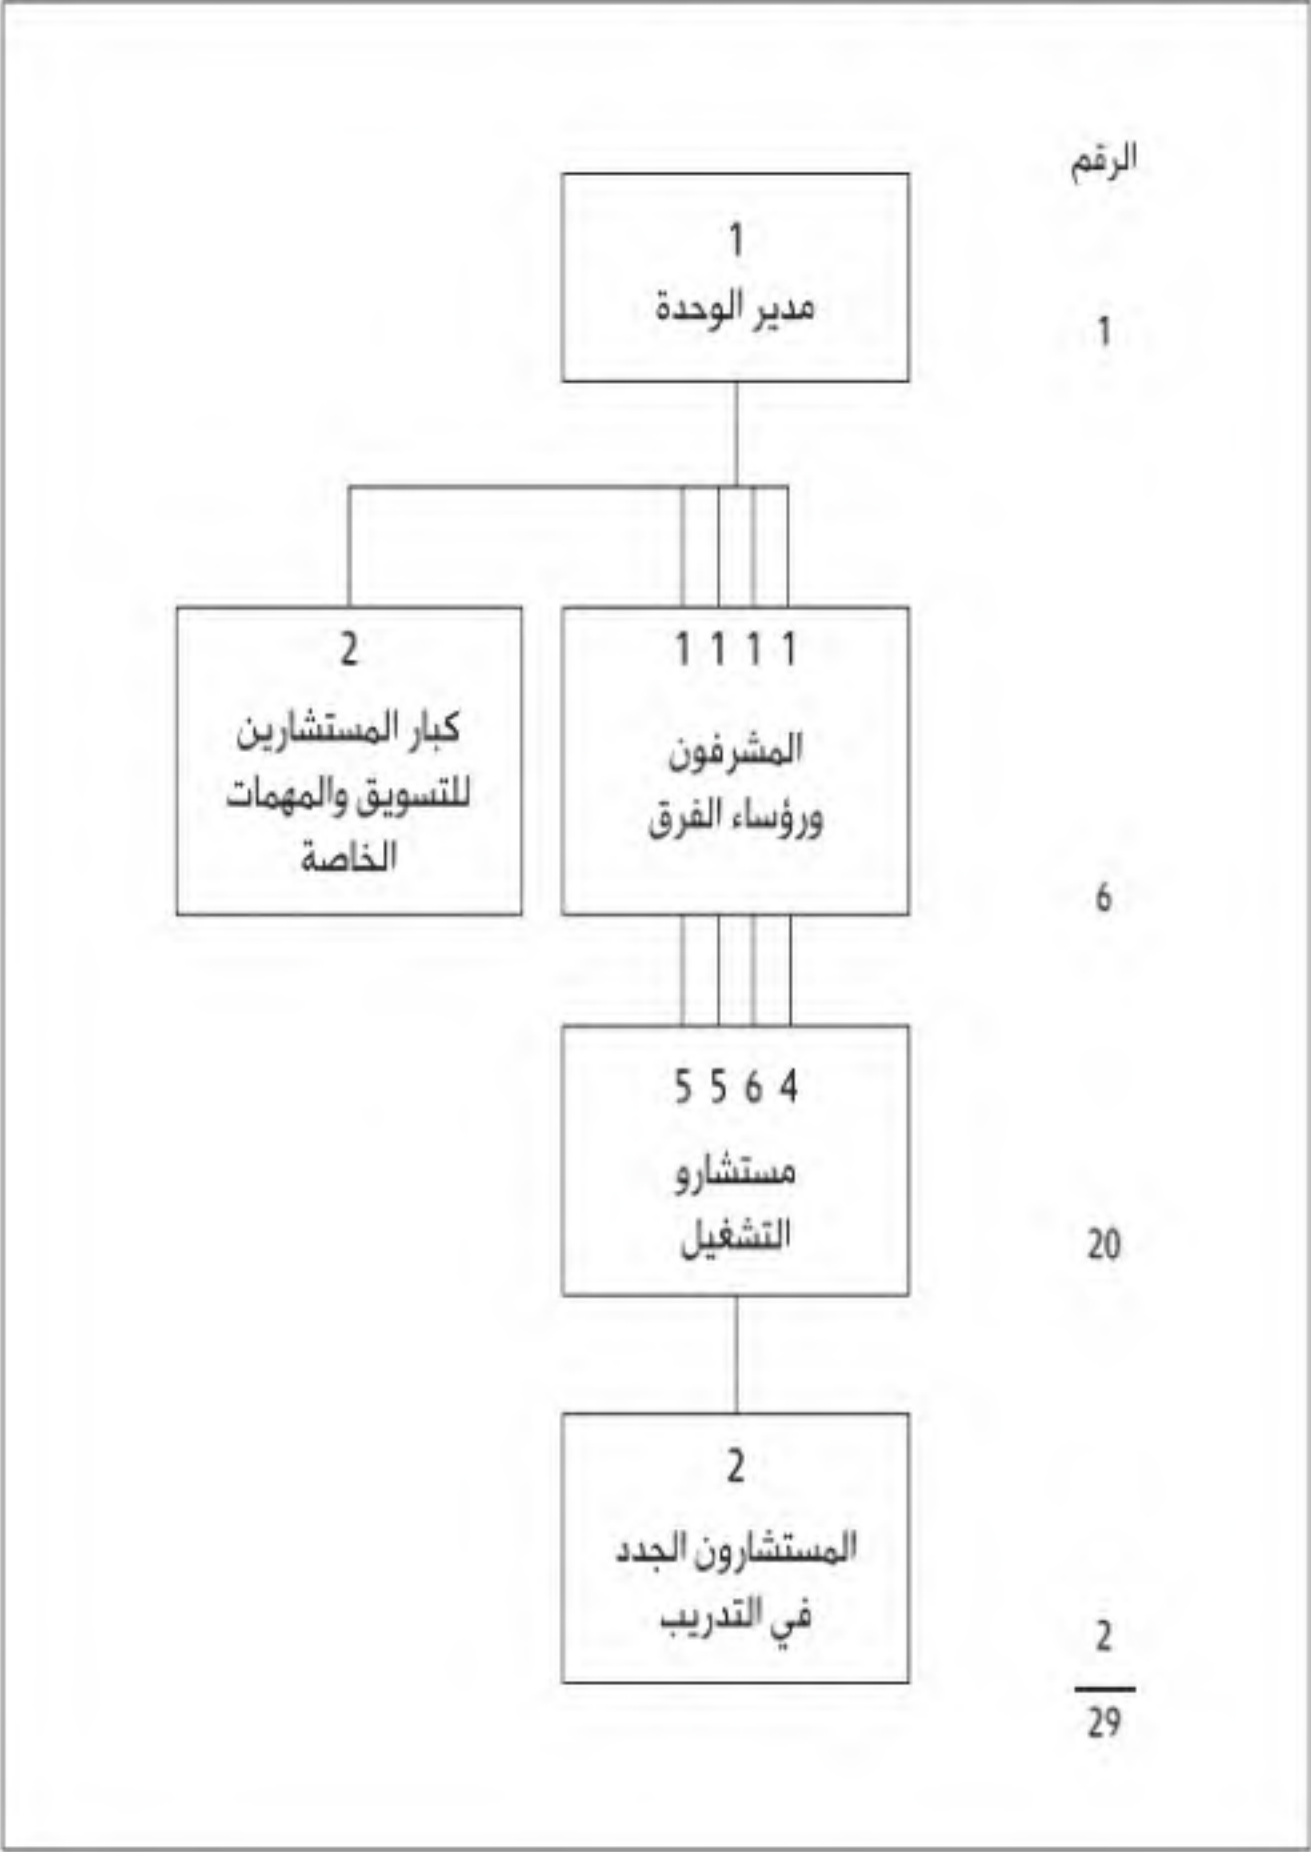 الرقم
1
مدير الوحدة
1
1 1 1 1
المشرفون
ورؤساء الفرق
2
كبار المستشارين
للتسويق والمهمات
الخاصة
6
5 5 6 4
مستشارو
التشغيل
20
2
المستشارون الجدد
في التدريب
2
29